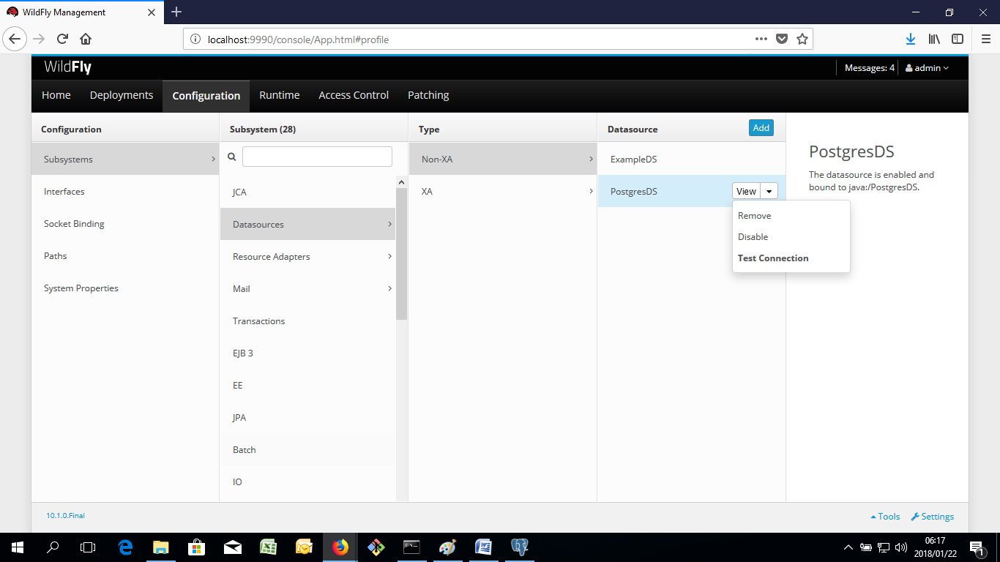 WildFly Management
localhost:9990/console/App.html#profile
WildFly
Messages: 4
admin
Home
Deployments
Configuration
Runtime
Access Control
Patching
Configuration
Subsystems
Interfaces
Socket Binding
Paths
System Properties
Subsystem (28)
JCA
Datasources
Resource Adapters
Mail
Transactions
EJB 3
EE
JPA
Batch
IO
Type
Non-XA
XA
Datasource
Add
ExampleDS
PostgresDS
View
Remove
Disable
Test Connection
PostgresDS
The datasource is enabled and
bound to java:/PostgresDS.
10.1.0.Final
Tools
Settings
06:17
2018/01/22
1